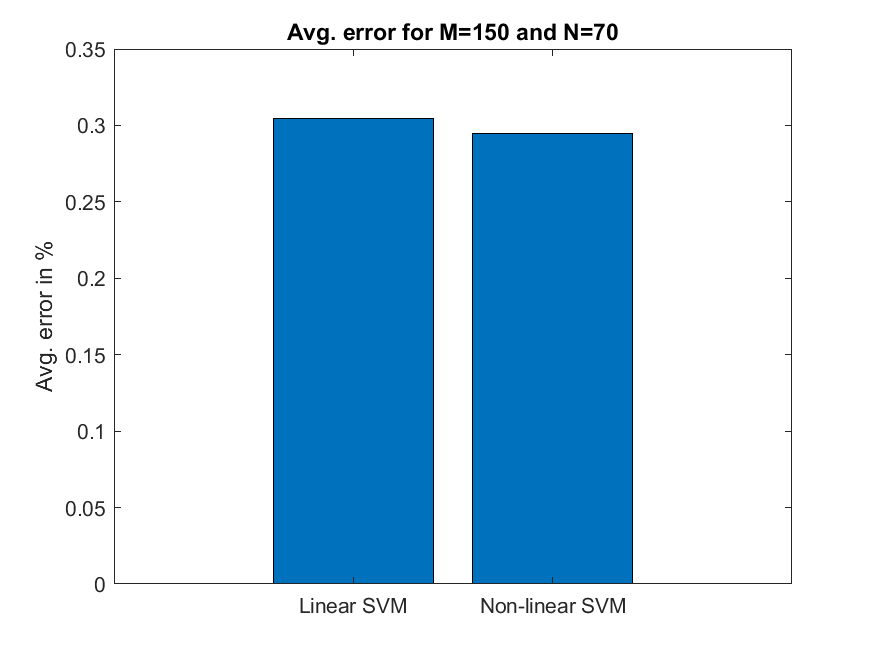 Avg. error for M=150 and N=70
0.35
0.3
0.25
0.2
0.15
0.1
0.05
0
Avg. error in %
Linear SVM
Non-linear SVM